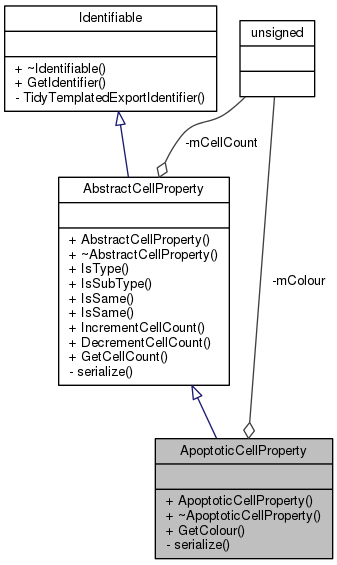 Identifiable
+ ~Identifiable()
+ GetIdentifier()
- TidyTemplatedExportIdentifier()
unsigned
-mCellCount
AbstractCellProperty
+ AbstractCellProperty()
+ ~AbstractCellProperty()
+ IsType()
+ IsSubType()
+ IsSame()
+ IsSame()
+ IncrementCellCount()
+ DecrementCellCount()
+ GetCellCount()
- serialize()
-mColour
ApoptoticCellProperty
+ ApoptoticCellProperty()
+ ~ApoptoticCellProperty()
+ GetColour()
- serialize()